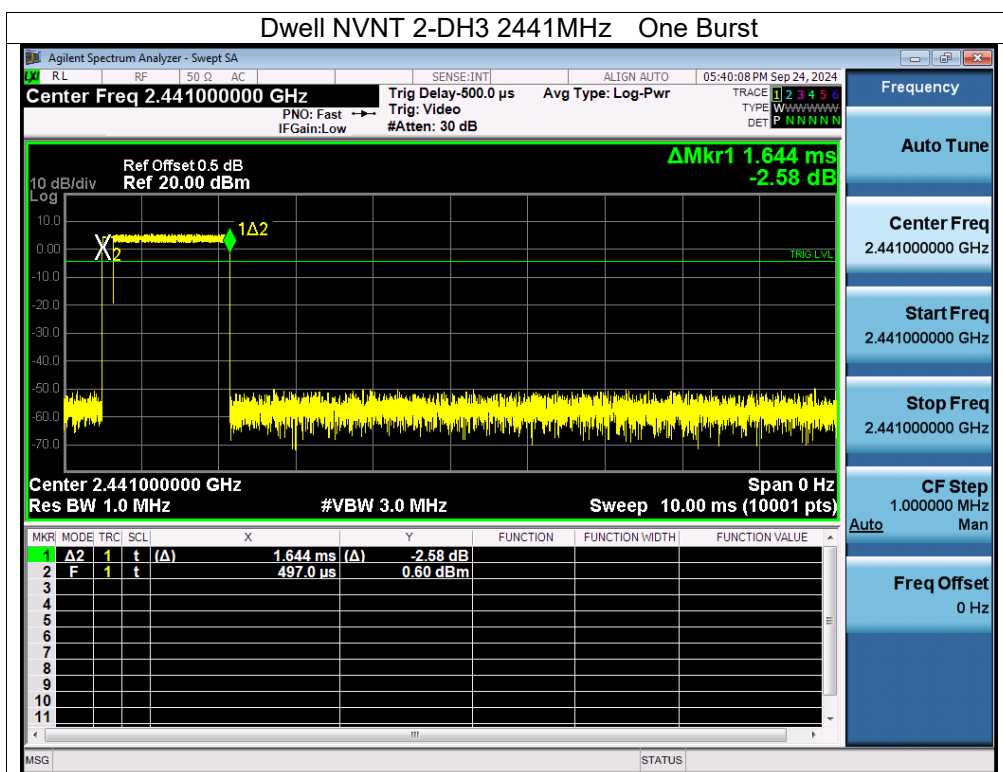 Dwell NVNT 2-DH3 2441MHz One Burst
Agilent Spectrum Analyzer - Swept SA
LXI RL RF 50 Ω AC SENSE:INT ALIGN AUTO 05:40:08 PM Sep 24, 2024
Center Freq 2.441000000 GHz
PNO: Fast
IFGain:Low
Trig Delay-500.0 µs
Trig: Video
#Atten: 30 dB
Avg Type: Log-Pwr
TRACE 1 2 3 4 5 6
TYPE WWWWWW
DET P N N N N N
ΔMkr1 1.644 ms
-2.58 dB
Ref Offset 0.5 dB
10 dB/div Ref 20.00 dBm
Log
10.0
0.00
-10.0
-20.0
-30.0
-40.0
-50.0
-60.0
-70.0
1Δ2
X2
TRIG LVL
Center 2.441000000 GHz Span 0 Hz
Res BW 1.0 MHz #VBW 3.0 MHz Sweep 10.00 ms (10001 pts)
MKR MODE TRC SCL X Y FUNCTION FUNCTION WIDTH FUNCTION VALUE
1 Δ2 1 t (Δ) 1.644 ms (Δ) -2.58 dB
2 F 1 t 497.0 µs 0.60 dBm
3
4
5
6
7
8
9
10
11
MSG STATUS
Frequency
Auto Tune
Center Freq
2.441000000 GHz
Start Freq
2.441000000 GHz
Stop Freq
2.441000000 GHz
CF Step
1.000000 MHz
Auto Man
Freq Offset
0 Hz